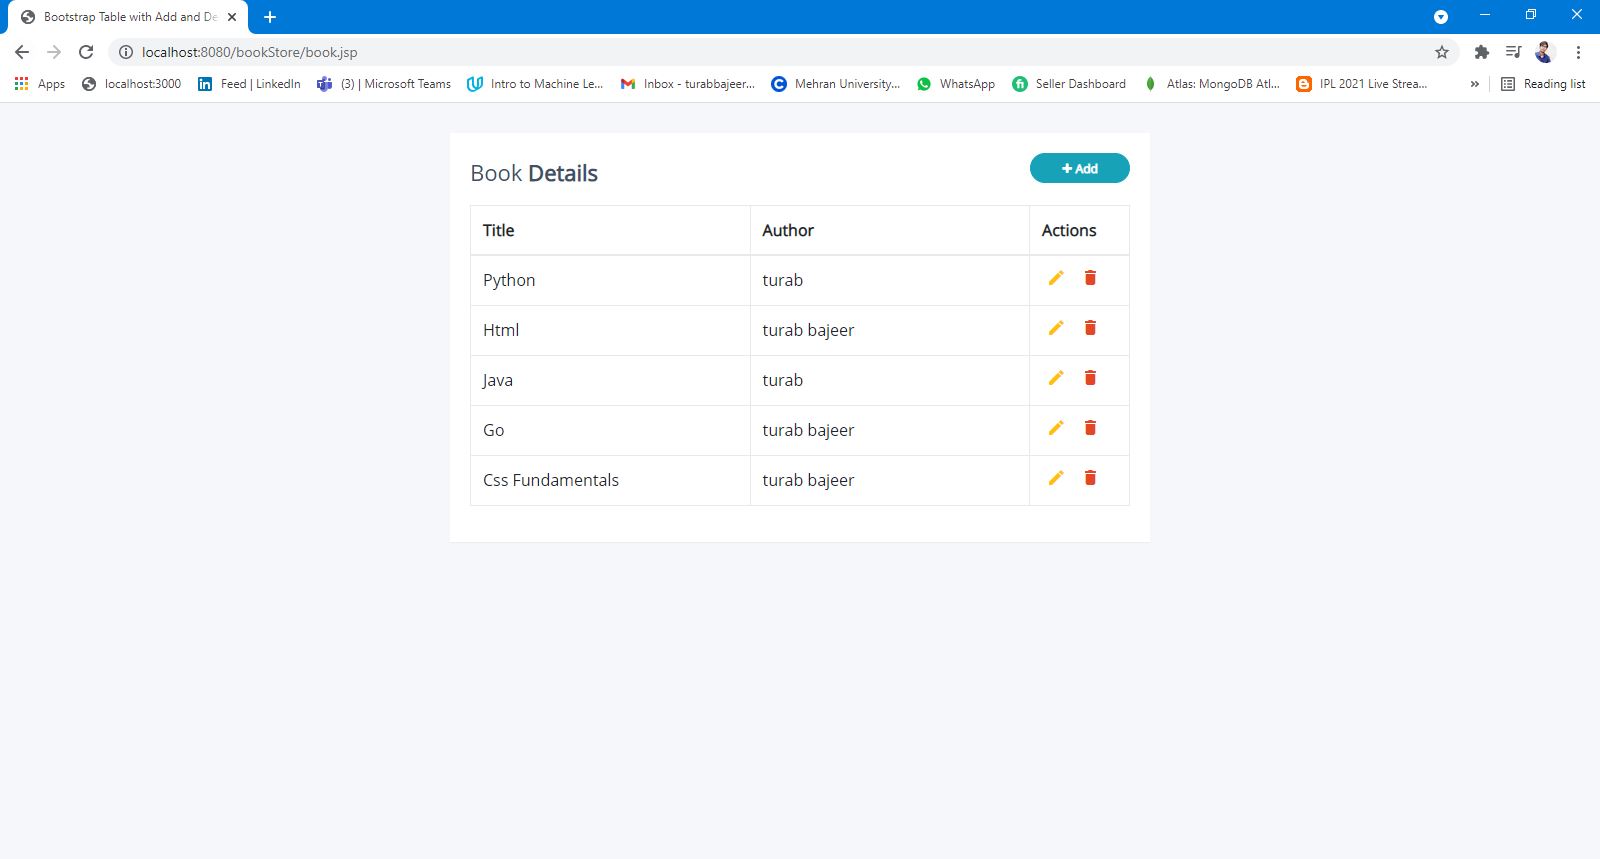 Bootstrap Table with Add and De
localhost:8080/bookStore/book.jsp
Apps localhost:3000 Feed | LinkedIn (3) | Microsoft Teams Intro to Machine Le... Inbox - turabbajeer... Mehran University... WhatsApp Seller Dashboard Atlas: MongoDB Atl... IPL 2021 Live Strea... » Reading list
Book Details + Add
Title Author Actions
Python turab
Html turab bajeer
Java turab
Go turab bajeer
Css Fundamentals turab bajeer